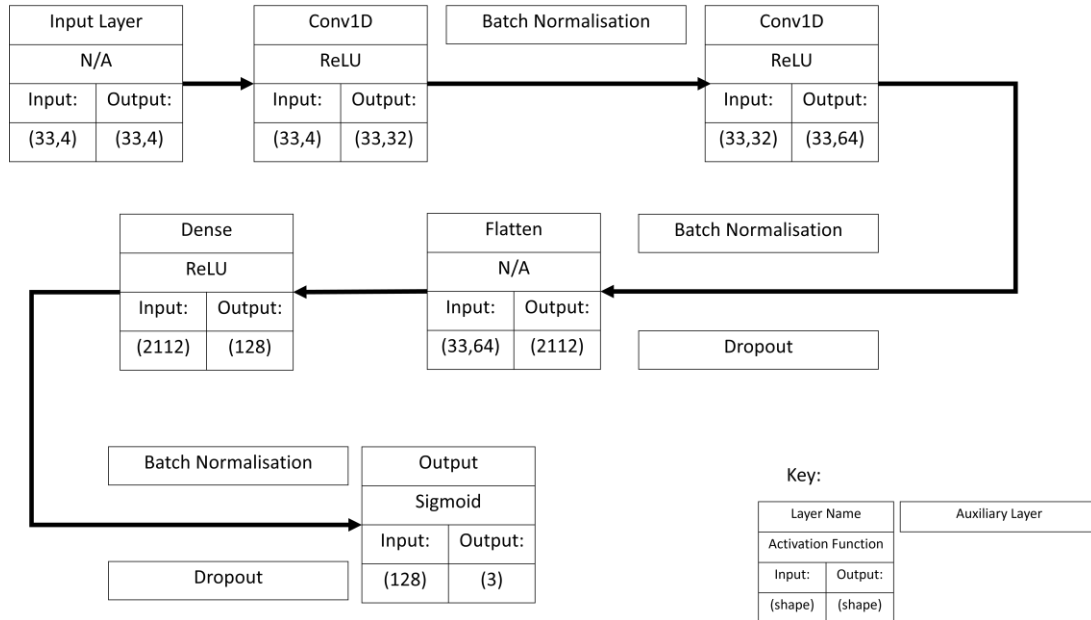 Input Layer
N/A
Input: Output:
(33,4) (33,4)
Conv1D
ReLU
Input: Output:
(33,4) (33,32)
Batch Normalisation
Conv1D
ReLU
Input: Output:
(33,32) (33,64)
Batch Normalisation
Dropout
Flatten
N/A
Input: Output:
(33,64) (2112)
Dense
ReLU
Input: Output:
(2112) (128)
Batch Normalisation
Dropout
Output
Sigmoid
Input: Output:
(128) (3)
Key:
Layer Name
Activation Function
Input: Output:
(shape) (shape)
Auxiliary Layer